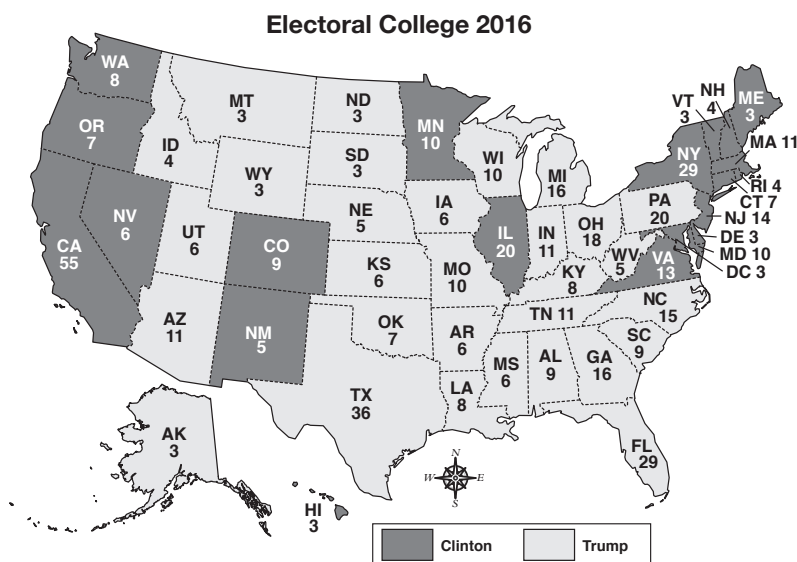 Electoral College 2016
WA
8
OR
7
CA
55
NV
6
ID
4
MT
3
WY
3
UT
6
AZ
11
CO
9
NM
5
ND
3
SD
3
NE
5
KS
6
OK
7
TX
36
MN
10
IA
6
MO
10
AR
6
LA
8
WI
10
IL
20
MI
16
IN
11
OH
18
KY
8
TN 11
MS
6
AL
9
GA
16
FL
29
SC
9
NC
15
VA
13
WV
5
PA
20
NY
29
VT
3
NH
4
ME
3
MA 11
RI 4
CT 7
NJ 14
DE 3
MD 10
DC 3
AK
3
HI
3
N
W
E
S
Clinton
Trump